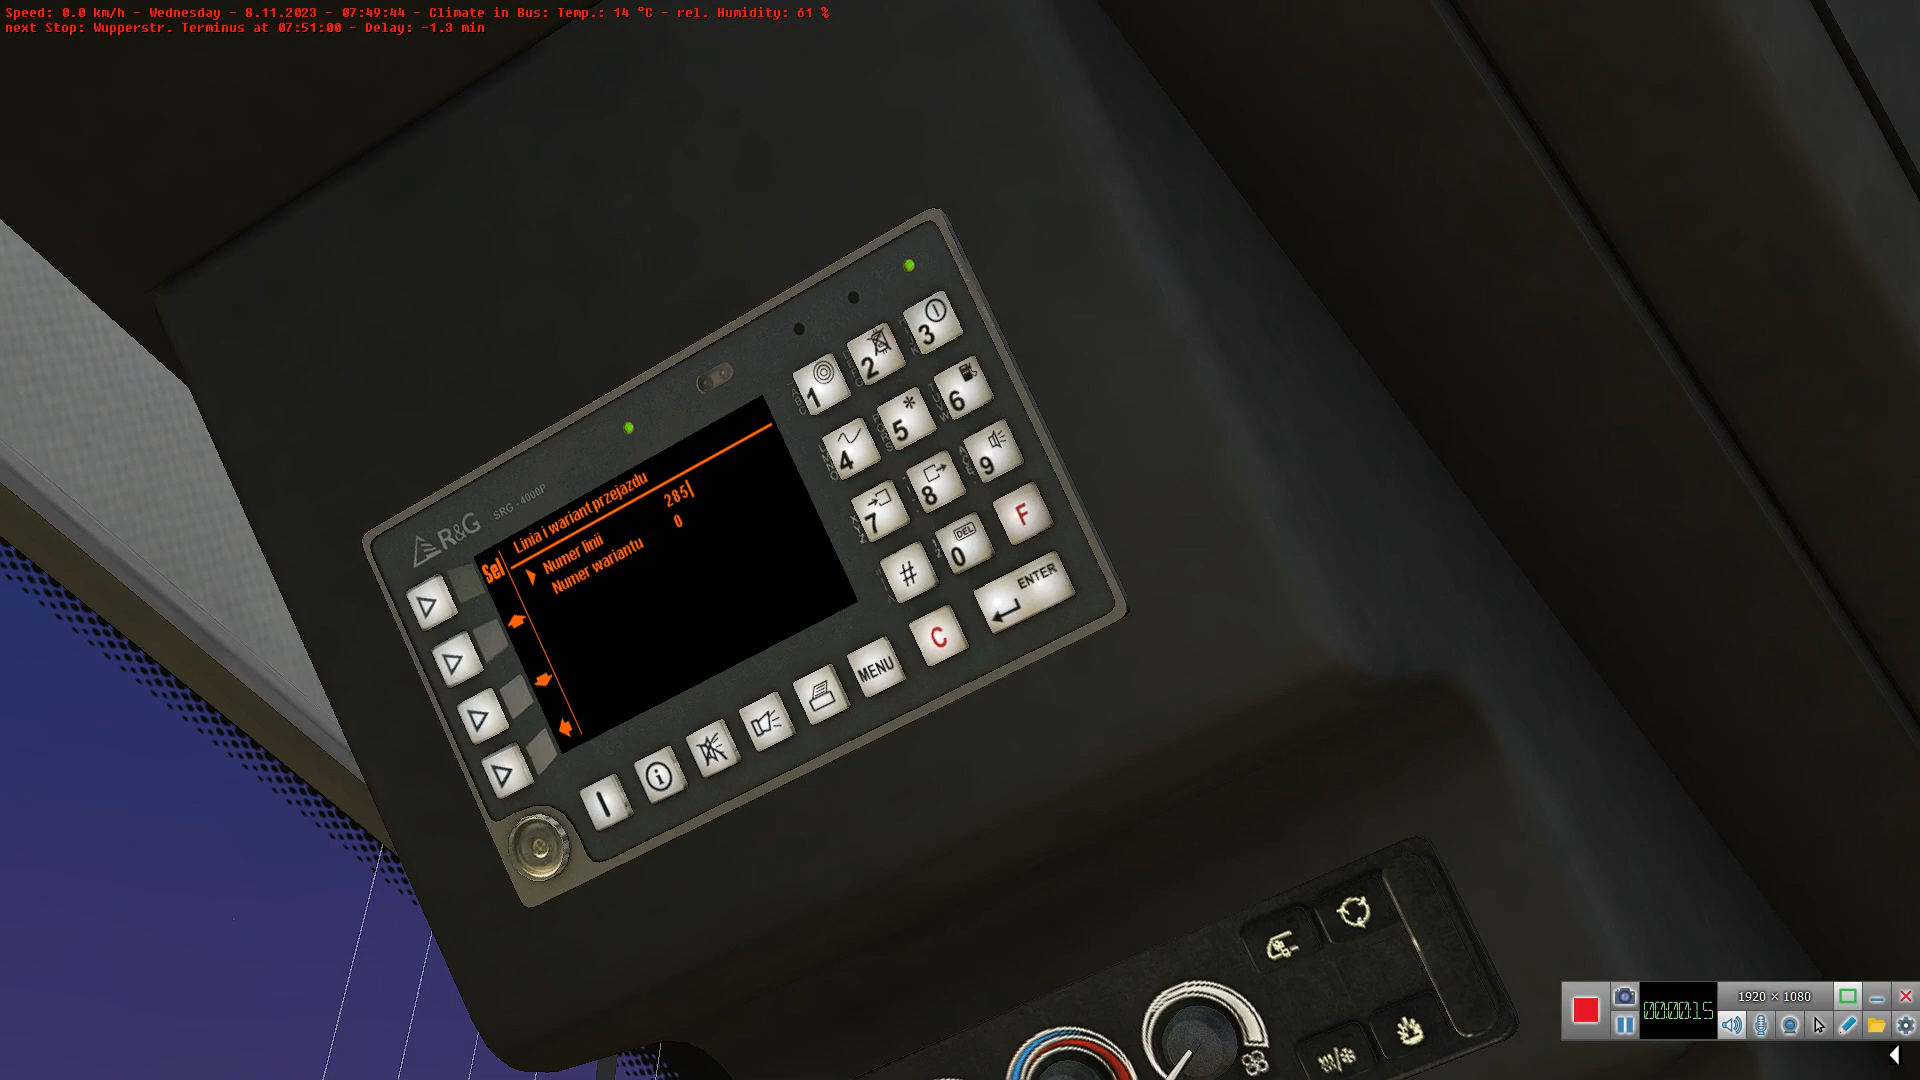 Speed: 0.0 km/h - Wednesday - 8.11.2023 - 07:49:44 - Climate in Bus: Temp.: 14 °C - rel. Humidity: 61 %
next Stop: Wupperstr. Terminus at 07:51:00 - Delay: -1.3 min
R&G
SRG - 4000P
Sel
Linia i wariant przejazdu
Numer linii 285
Numer wariantu 0
1
2
3
4
5
6
7
8
9
#
0
DEL
F
C
ENTER
MENU
i
1920 × 1080
00:00:15